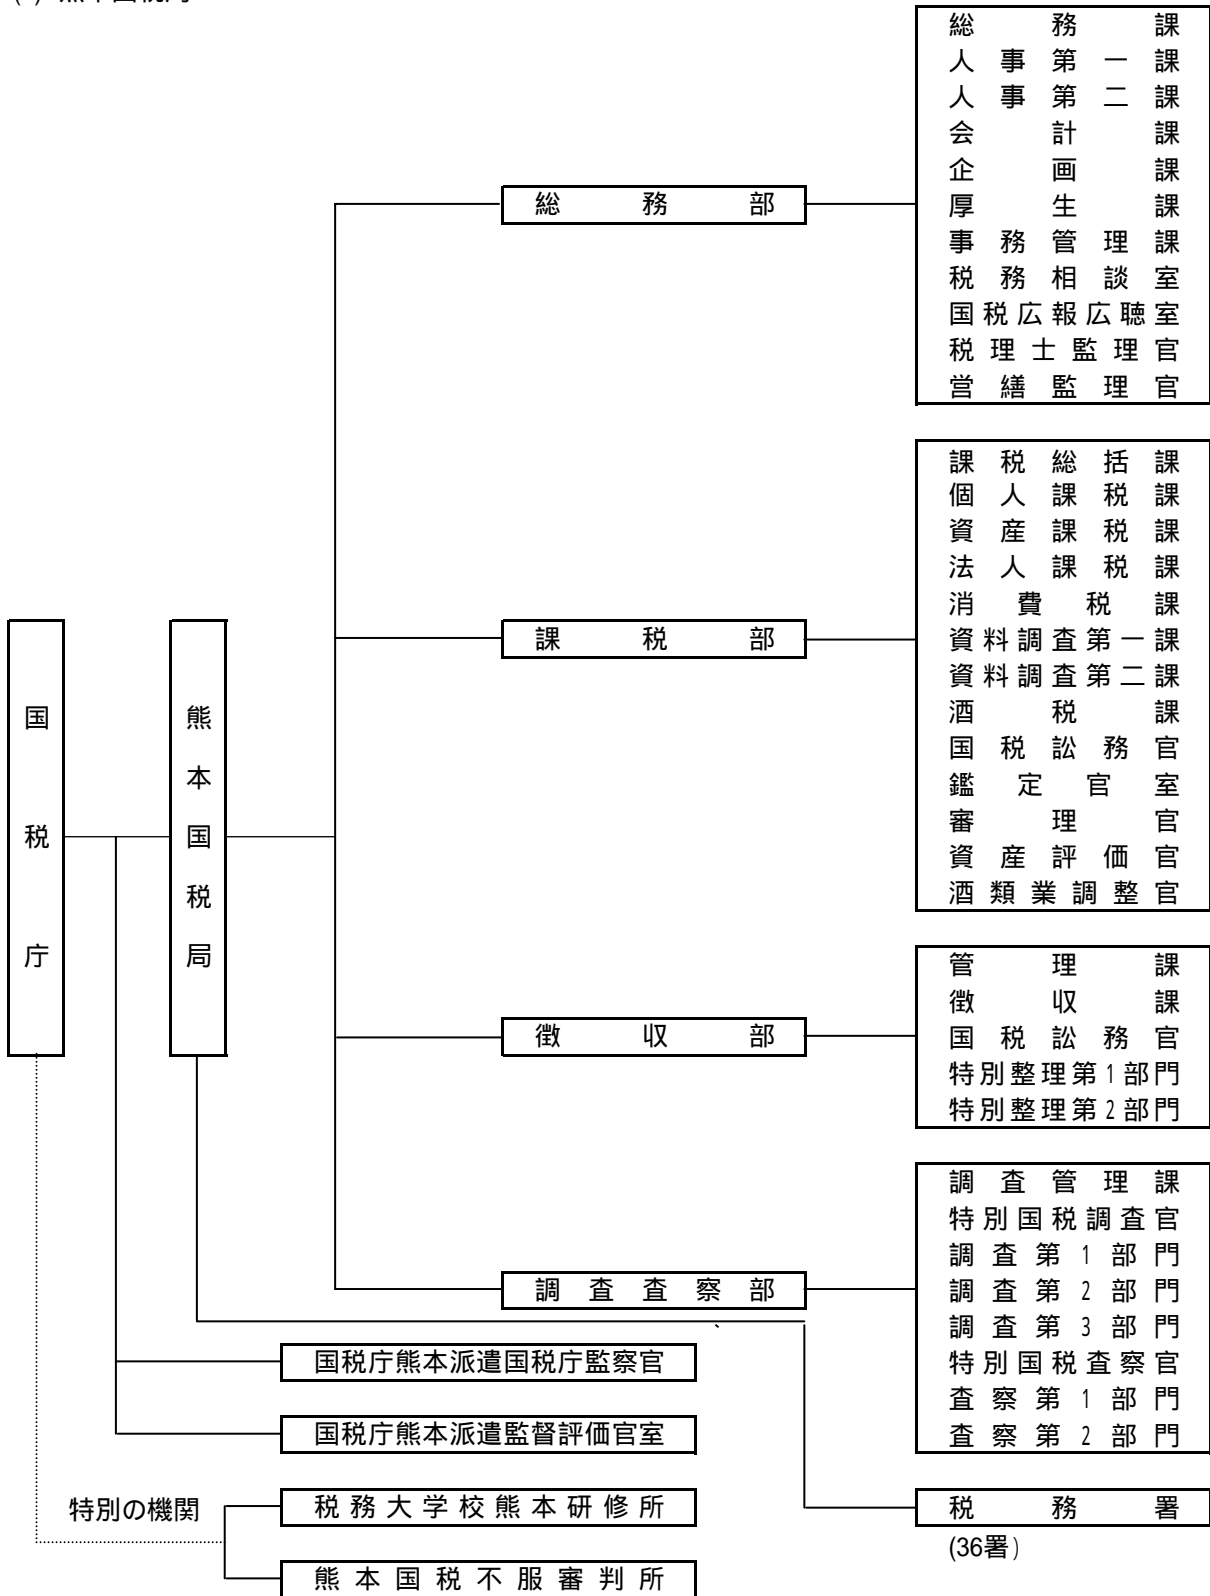 総務課
人事第一課
人事第二課
会計課
企画課
厚生課
事務管理課
税務相談室
国税広報広聴室
税理士監理官
営繕監理官
総務部
課税総括課
個人課税課
資産課税課
法人課税課
消費税課
資料調査第一課
資料調査第二課
酒税課
国税訟務官
鑑定官室
審理官
資産評価官
酒類業調整官
課税部
国税庁
熊本国税局
管理課
徴収課
国税訟務官
特別整理第1部門
特別整理第2部門
徴収部
調査管理課
特別国税調査官
調査第1部門
調査第2部門
調査第3部門
特別国税査察官
査察第1部門
査察第2部門
調査査察部
国税庁熊本派遣国税庁監察官
国税庁熊本派遣監督評価官室
特別の機関
税務大学校熊本研修所
熊本国税不服審判所
税務署
(36署)